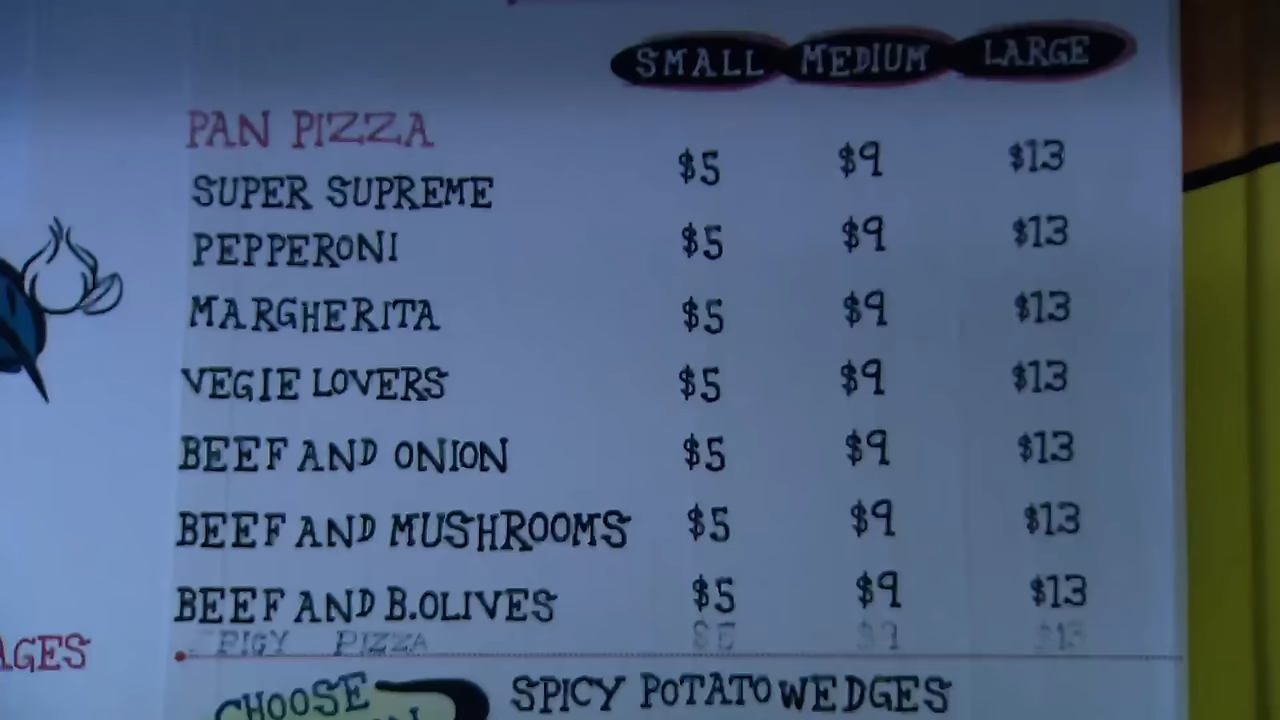 SMALL MEDIUM LARGE
PAN PIZZA
SUPER SUPREME $5 $9 $13
PEPPERONI $5 $9 $13
MARGHERITA $5 $9 $13
VEGIE LOVERS $5 $9 $13
BEEF AND ONION $5 $9 $13
BEEF AND MUSHROOMS $5 $9 $13
BEEF AND B.OLIVES $5 $9 $13
PIZZA $13
AGES
CHOOSE
SPICY POTATO WEDGES